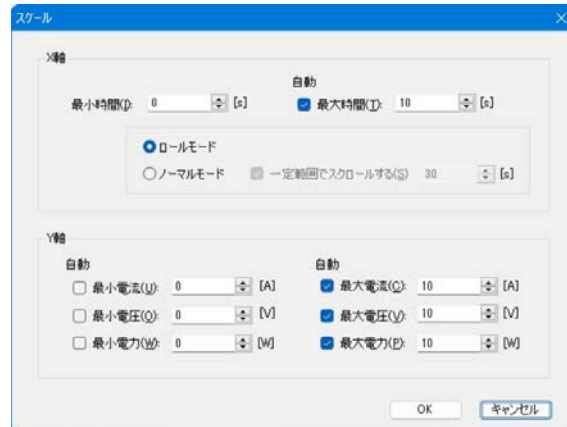 スケール
X軸
自動
最小時間(I): 0 [s] 最大時間(T): 10 [s]
ロールモード
ノーマルモード 一定範囲でスクロールする(S) 30 [s]
Y軸
自動 自動
最小電流(U): 0 [A] 最大電流(C): 10 [A]
最小電圧(O): 0 [V] 最大電圧(V): 10 [V]
最小電力(W): 0 [W] 最大電力(P): 10 [W]
OK キャンセル